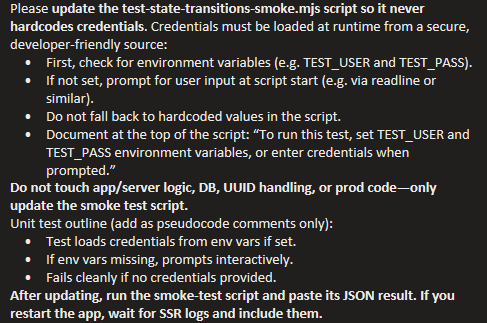 Please update the test-state-transitions-smoke.mjs script so it never
hardcodes credentials. Credentials must be loaded at runtime from a secure,
developer-friendly source:
• First, check for environment variables (e.g. TEST_USER and TEST_PASS).
• If not set, prompt for user input at script start (e.g. via readline or
similar).
• Do not fall back to hardcoded values in the script.
• Document at the top of the script: “To run this test, set TEST_USER and
TEST_PASS environment variables, or enter credentials when
prompted.”
Do not touch app/server logic, DB, UUID handling, or prod code—only
update the smoke test script.
Unit test outline (add as pseudocode comments only):
• Test loads credentials from env vars if set.
• If env vars missing, prompts interactively.
• Fails cleanly if no credentials provided.
After updating, run the smoke-test script and paste its JSON result. If you
restart the app, wait for SSR logs and include them.